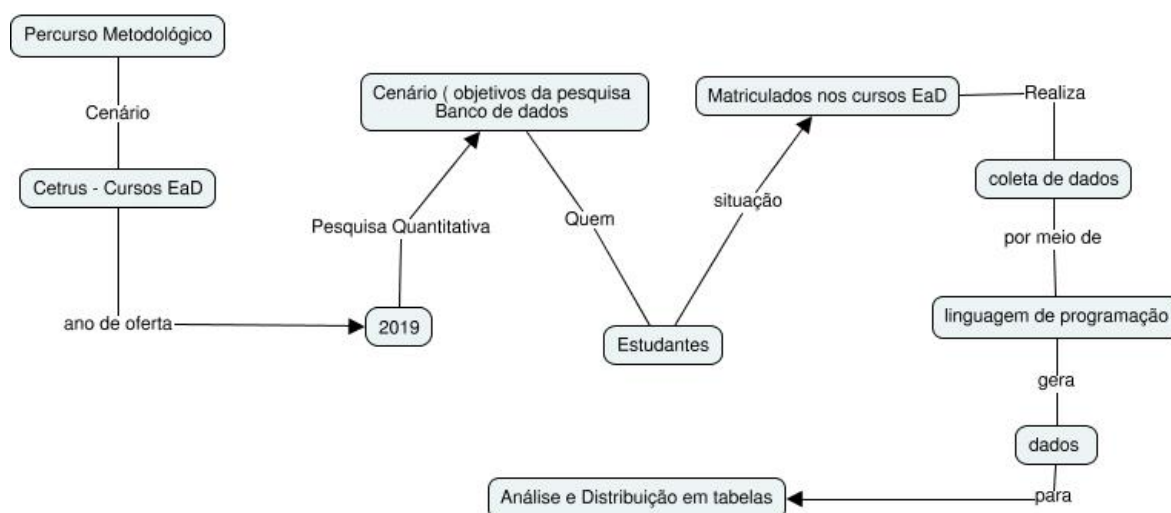 Percurso Metodológico
Cenário
Cetrus - Cursos EaD
ano de oferta
2019
Pesquisa Quantitativa
Cenário ( objetivos da pesquisa
Banco de dados
Quem
Estudantes
situação
Matriculados nos cursos EaD
Realiza
coleta de dados
por meio de
linguagem de programação
gera
dados
para
Análise e Distribuição em tabelas